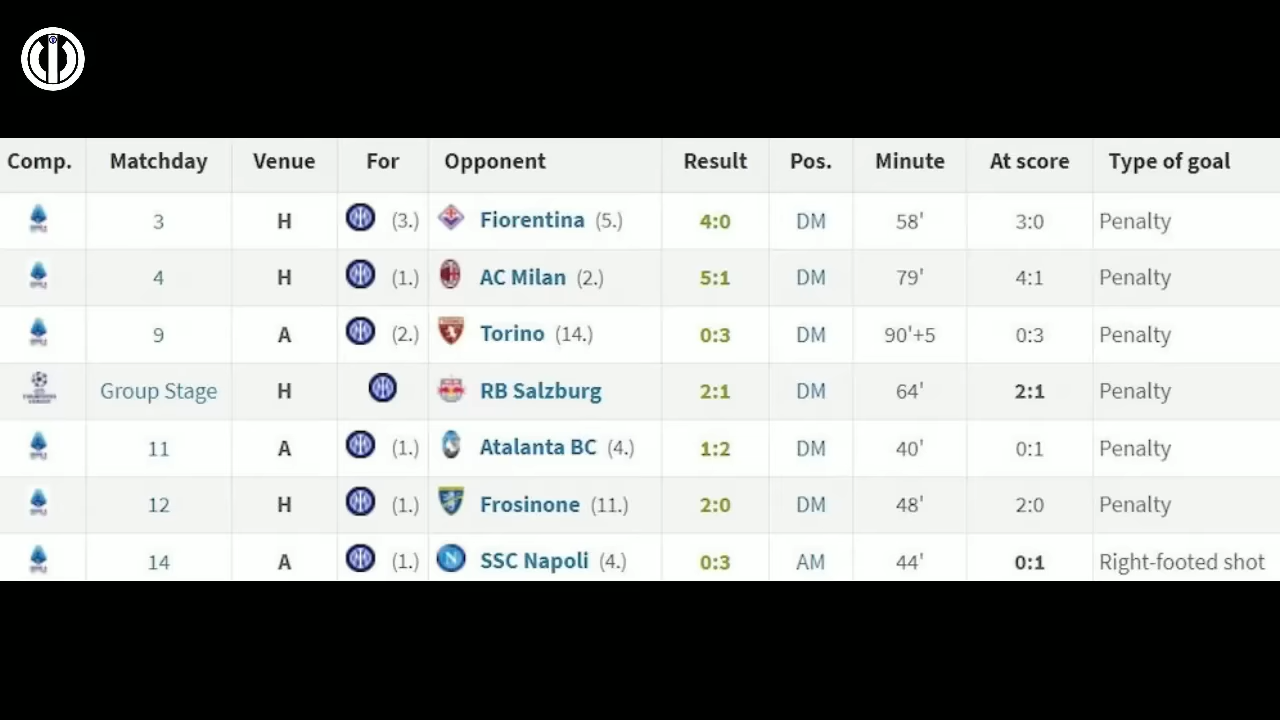 Comp. Matchday Venue For Opponent Result Pos. Minute At score Type of goal
3 H (3.) Fiorentina (5.) 4:0 DM 58' 3:0 Penalty
4 H (1.) AC Milan (2.) 5:1 DM 79' 4:1 Penalty
9 A (2.) Torino (14.) 0:3 DM 90'+5 0:3 Penalty
Group Stage H RB Salzburg 2:1 DM 64' 2:1 Penalty
11 A (1.) Atalanta BC (4.) 1:2 DM 40' 0:1 Penalty
12 H (1.) Frosinone (11.) 2:0 DM 48' 2:0 Penalty
14 A (1.) SSC Napoli (4.) 0:3 AM 44' 0:1 Right-footed shot